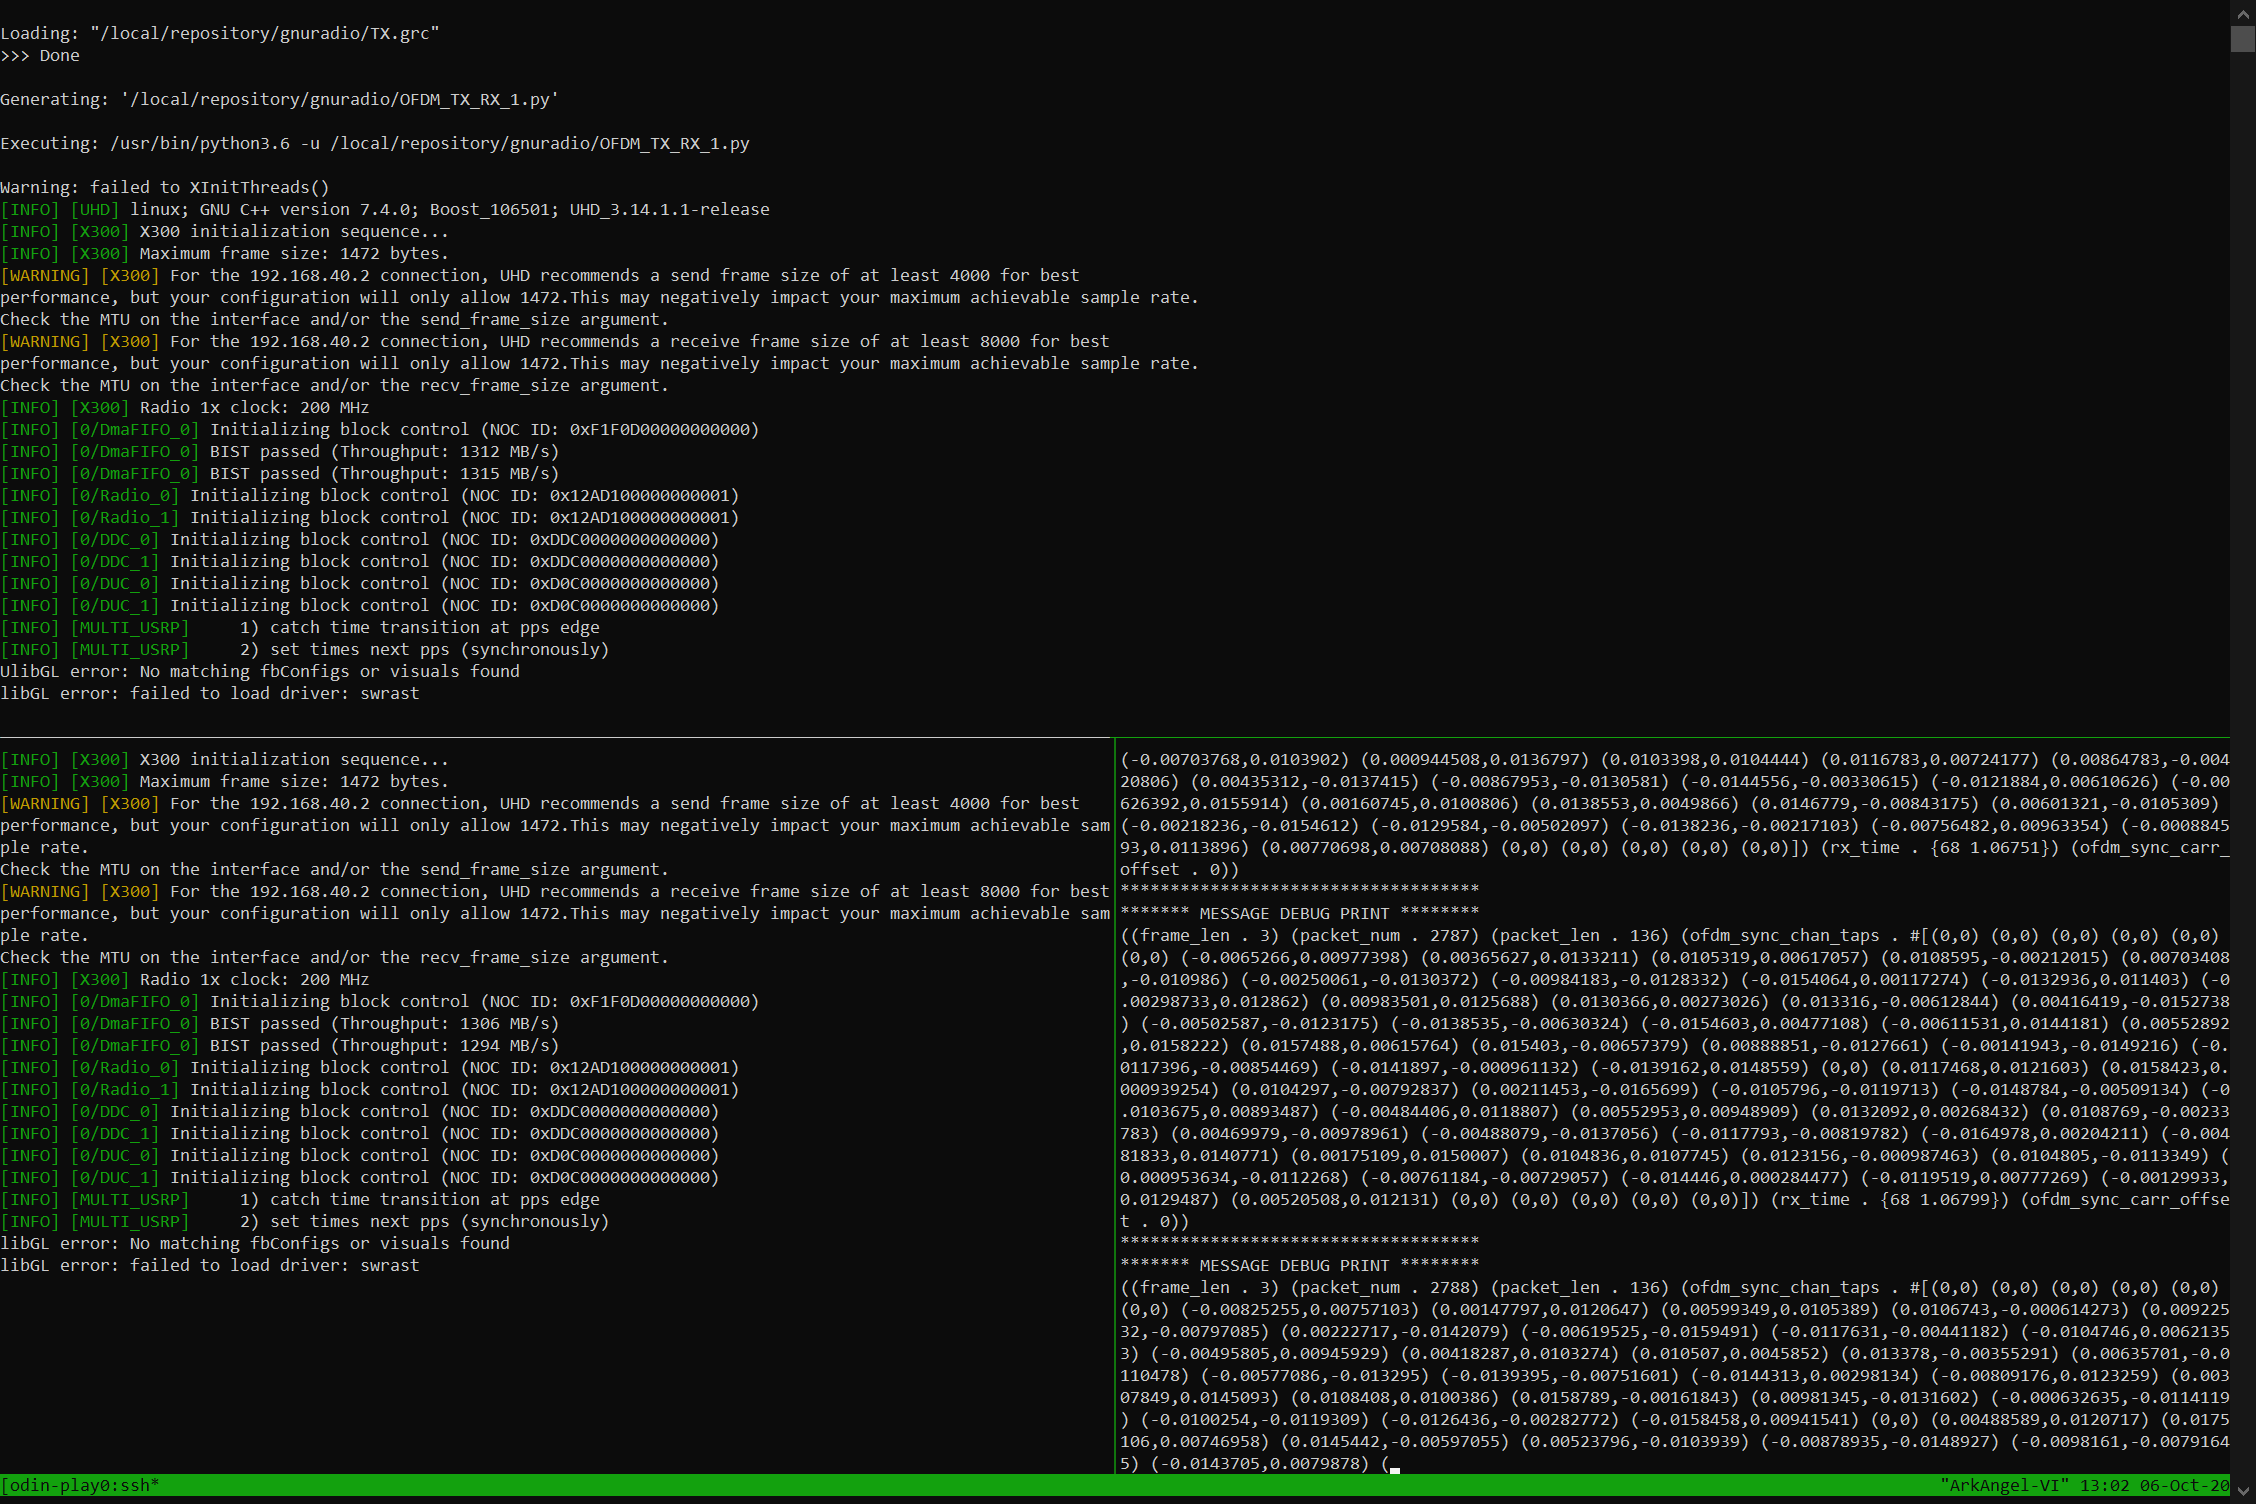 Loading: "/local/repository/gnuradio/TX.grc"
>>> Done
Generating: '/local/repository/gnuradio/OFDM_TX_RX_1.py'
Executing: /usr/bin/python3.6 -u /local/repository/gnuradio/OFDM_TX_RX_1.py
Warning: failed to XInitThreads()
[INFO] [UHD] linux; GNU C++ version 7.4.0; Boost_106501; UHD_3.14.1.1-release
[INFO] [X300] X300 initialization sequence...
[INFO] [X300] Maximum frame size: 1472 bytes.
[WARNING] [X300] For the 192.168.40.2 connection, UHD recommends a send frame size of at least 4000 for best
performance, but your configuration will only allow 1472.This may negatively impact your maximum achievable sample rate.
Check the MTU on the interface and/or the send_frame_size argument.
[WARNING] [X300] For the 192.168.40.2 connection, UHD recommends a receive frame size of at least 8000 for best
performance, but your configuration will only allow 1472.This may negatively impact your maximum achievable sample rate.
Check the MTU on the interface and/or the recv_frame_size argument.
[INFO] [X300] Radio 1x clock: 200 MHz
[INFO] [0/DmaFIFO_0] Initializing block control (NOC ID: 0xF1F0D00000000000)
[INFO] [0/DmaFIFO_0] BIST passed (Throughput: 1312 MB/s)
[INFO] [0/DmaFIFO_0] BIST passed (Throughput: 1315 MB/s)
[INFO] [0/Radio_0] Initializing block control (NOC ID: 0x12AD100000000001)
[INFO] [0/Radio_1] Initializing block control (NOC ID: 0x12AD100000000001)
[INFO] [0/DDC_0] Initializing block control (NOC ID: 0xDDC0000000000000)
[INFO] [0/DDC_1] Initializing block control (NOC ID: 0xDDC0000000000000)
[INFO] [0/DUC_0] Initializing block control (NOC ID: 0xD0C0000000000000)
[INFO] [0/DUC_1] Initializing block control (NOC ID: 0xD0C0000000000000)
[INFO] [MULTI_USRP]     1) catch time transition at pps edge
[INFO] [MULTI_USRP]     2) set times next pps (synchronously)
UlibGL error: No matching fbConfigs or visuals found
libGL error: failed to load driver: swrast
[INFO] [X300] X300 initialization sequence...
[INFO] [X300] Maximum frame size: 1472 bytes.
[WARNING] [X300] For the 192.168.40.2 connection, UHD recommends a send frame size of at least 4000 for best
performance, but your configuration will only allow 1472.This may negatively impact your maximum achievable sam
ple rate.
Check the MTU on the interface and/or the send_frame_size argument.
[WARNING] [X300] For the 192.168.40.2 connection, UHD recommends a receive frame size of at least 8000 for best
performance, but your configuration will only allow 1472.This may negatively impact your maximum achievable sam
ple rate.
Check the MTU on the interface and/or the recv_frame_size argument.
[INFO] [X300] Radio 1x clock: 200 MHz
[INFO] [0/DmaFIFO_0] Initializing block control (NOC ID: 0xF1F0D00000000000)
[INFO] [0/DmaFIFO_0] BIST passed (Throughput: 1306 MB/s)
[INFO] [0/DmaFIFO_0] BIST passed (Throughput: 1294 MB/s)
[INFO] [0/Radio_0] Initializing block control (NOC ID: 0x12AD100000000001)
[INFO] [0/Radio_1] Initializing block control (NOC ID: 0x12AD100000000001)
[INFO] [0/DDC_0] Initializing block control (NOC ID: 0xDDC0000000000000)
[INFO] [0/DDC_1] Initializing block control (NOC ID: 0xDDC0000000000000)
[INFO] [0/DUC_0] Initializing block control (NOC ID: 0xD0C0000000000000)
[INFO] [0/DUC_1] Initializing block control (NOC ID: 0xD0C0000000000000)
[INFO] [MULTI_USRP]     1) catch time transition at pps edge
[INFO] [MULTI_USRP]     2) set times next pps (synchronously)
libGL error: No matching fbConfigs or visuals found
libGL error: failed to load driver: swrast
(-0.00703768,0.0103902) (0.000944508,0.0136797) (0.0103398,0.0104444) (0.0116783,0.00724177) (0.00864783,-0.004
20806) (0.00435312,-0.0137415) (-0.00867953,-0.0130581) (-0.0144556,-0.00330615) (-0.0121884,0.00610626) (-0.00
626392,0.0155914) (0.00160745,0.0100806) (0.0138553,0.0049866) (0.0146779,-0.00843175) (0.00601321,-0.0105309)
(-0.00218236,-0.0154612) (-0.0129584,-0.00502097) (-0.0138236,-0.00217103) (-0.00756482,0.00963354) (-0.0008845
93,0.0113896) (0.00770698,0.00708088) (0,0) (0,0) (0,0) (0,0) (0,0)]) (rx_time . {68 1.06751}) (ofdm_sync_carr_
offset . 0))
************************************
******* MESSAGE DEBUG PRINT ********
((frame_len . 3) (packet_num . 2787) (packet_len . 136) (ofdm_sync_chan_taps . #[(0,0) (0,0) (0,0) (0,0) (0,0)
(0,0) (-0.0065266,0.00977398) (0.00365627,0.0133211) (0.0105319,0.00617057) (0.0108595,-0.00212015) (0.00703408
,-0.010986) (-0.00250061,-0.0130372) (-0.00984183,-0.0128332) (-0.0154064,0.00117274) (-0.0132936,0.011403) (-0
.00298733,0.012862) (0.00983501,0.0125688) (0.0130366,0.00273026) (0.013316,-0.00612844) (0.00416419,-0.0152738
) (-0.00502587,-0.0123175) (-0.0138535,-0.00630324) (-0.0154603,0.00477108) (-0.00611531,0.0144181) (0.00552892
,0.0158222) (0.0157488,0.00615764) (0.015403,-0.00657379) (0.00888851,-0.0127661) (-0.00141943,-0.0149216) (-0.
0117396,-0.00854469) (-0.0141897,-0.000961132) (-0.0139162,0.0148559) (0,0) (0.0117468,0.0121603) (0.0158423,0.
000939254) (0.0104297,-0.00792837) (0.00211453,-0.0165699) (-0.0105796,-0.0119713) (-0.0148784,-0.00509134) (-0
.0103675,0.00893487) (-0.00484406,0.0118807) (0.00552953,0.00948909) (0.0132092,0.00268432) (0.0108769,-0.00233
783) (0.00469979,-0.00978961) (-0.00488079,-0.0137056) (-0.0117793,-0.00819782) (-0.0164978,0.00204211) (-0.004
81833,0.0140771) (0.00175109,0.0150007) (0.0104836,0.0107745) (0.0123156,-0.000987463) (0.0104805,-0.0113349) (
0.000953634,-0.0112268) (-0.00761184,-0.00729057) (-0.014446,0.000284477) (-0.0119519,0.00777269) (-0.00129933,
0.0129487) (0.00520508,0.012131) (0,0) (0,0) (0,0) (0,0) (0,0)]) (rx_time . {68 1.06799}) (ofdm_sync_carr_offse
t . 0))
************************************
******* MESSAGE DEBUG PRINT ********
((frame_len . 3) (packet_num . 2788) (packet_len . 136) (ofdm_sync_chan_taps . #[(0,0) (0,0) (0,0) (0,0) (0,0)
(0,0) (-0.00825255,0.00757103) (0.00147797,0.0120647) (0.00599349,0.0105389) (0.0106743,-0.000614273) (0.009225
32,-0.00797085) (0.00222717,-0.0142079) (-0.00619525,-0.0159491) (-0.0117631,-0.00441182) (-0.0104746,0.0062135
3) (-0.00495805,0.00945929) (0.00418287,0.0103274) (0.010507,0.0045852) (0.013378,-0.00355291) (0.00635701,-0.0
110478) (-0.00577086,-0.013295) (-0.0139395,-0.00751601) (-0.0144313,0.00298134) (-0.00809176,0.0123259) (0.003
07849,0.0145093) (0.0108408,0.0100386) (0.0158789,-0.00161843) (0.00981345,-0.0131602) (-0.000632635,-0.0114119
) (-0.0100254,-0.0119309) (-0.0126436,-0.00282772) (-0.0158458,0.00941541) (0,0) (0.00488589,0.0120717) (0.0175
106,0.00746958) (0.0145442,-0.00597055) (0.00523796,-0.0103939) (-0.00878935,-0.0148927) (-0.0098161,-0.0079164
5) (-0.0143705,0.0079878) (
[odin-play0:ssh*
"ArkAngel-VI" 13:02 06-Oct-20